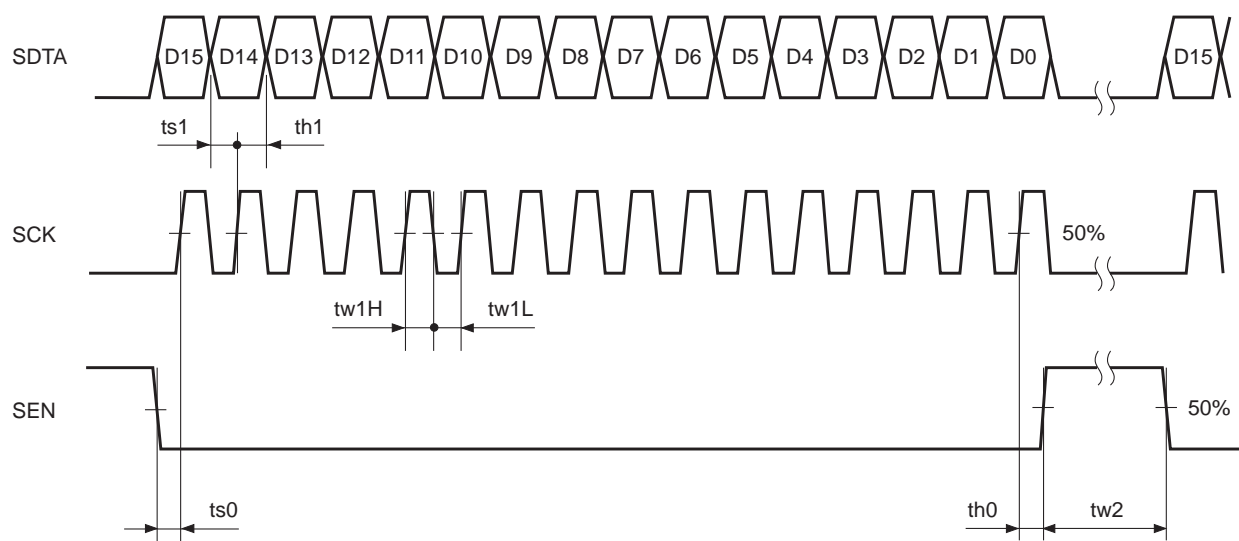 SDTA
D15 D14 D13 D12 D11 D10 D9 D8 D7 D6 D5 D4 D3 D2 D1 D0 D15
ts1 th1
SCK
50%
tw1H tw1L
SEN
50%
ts0 th0 tw2